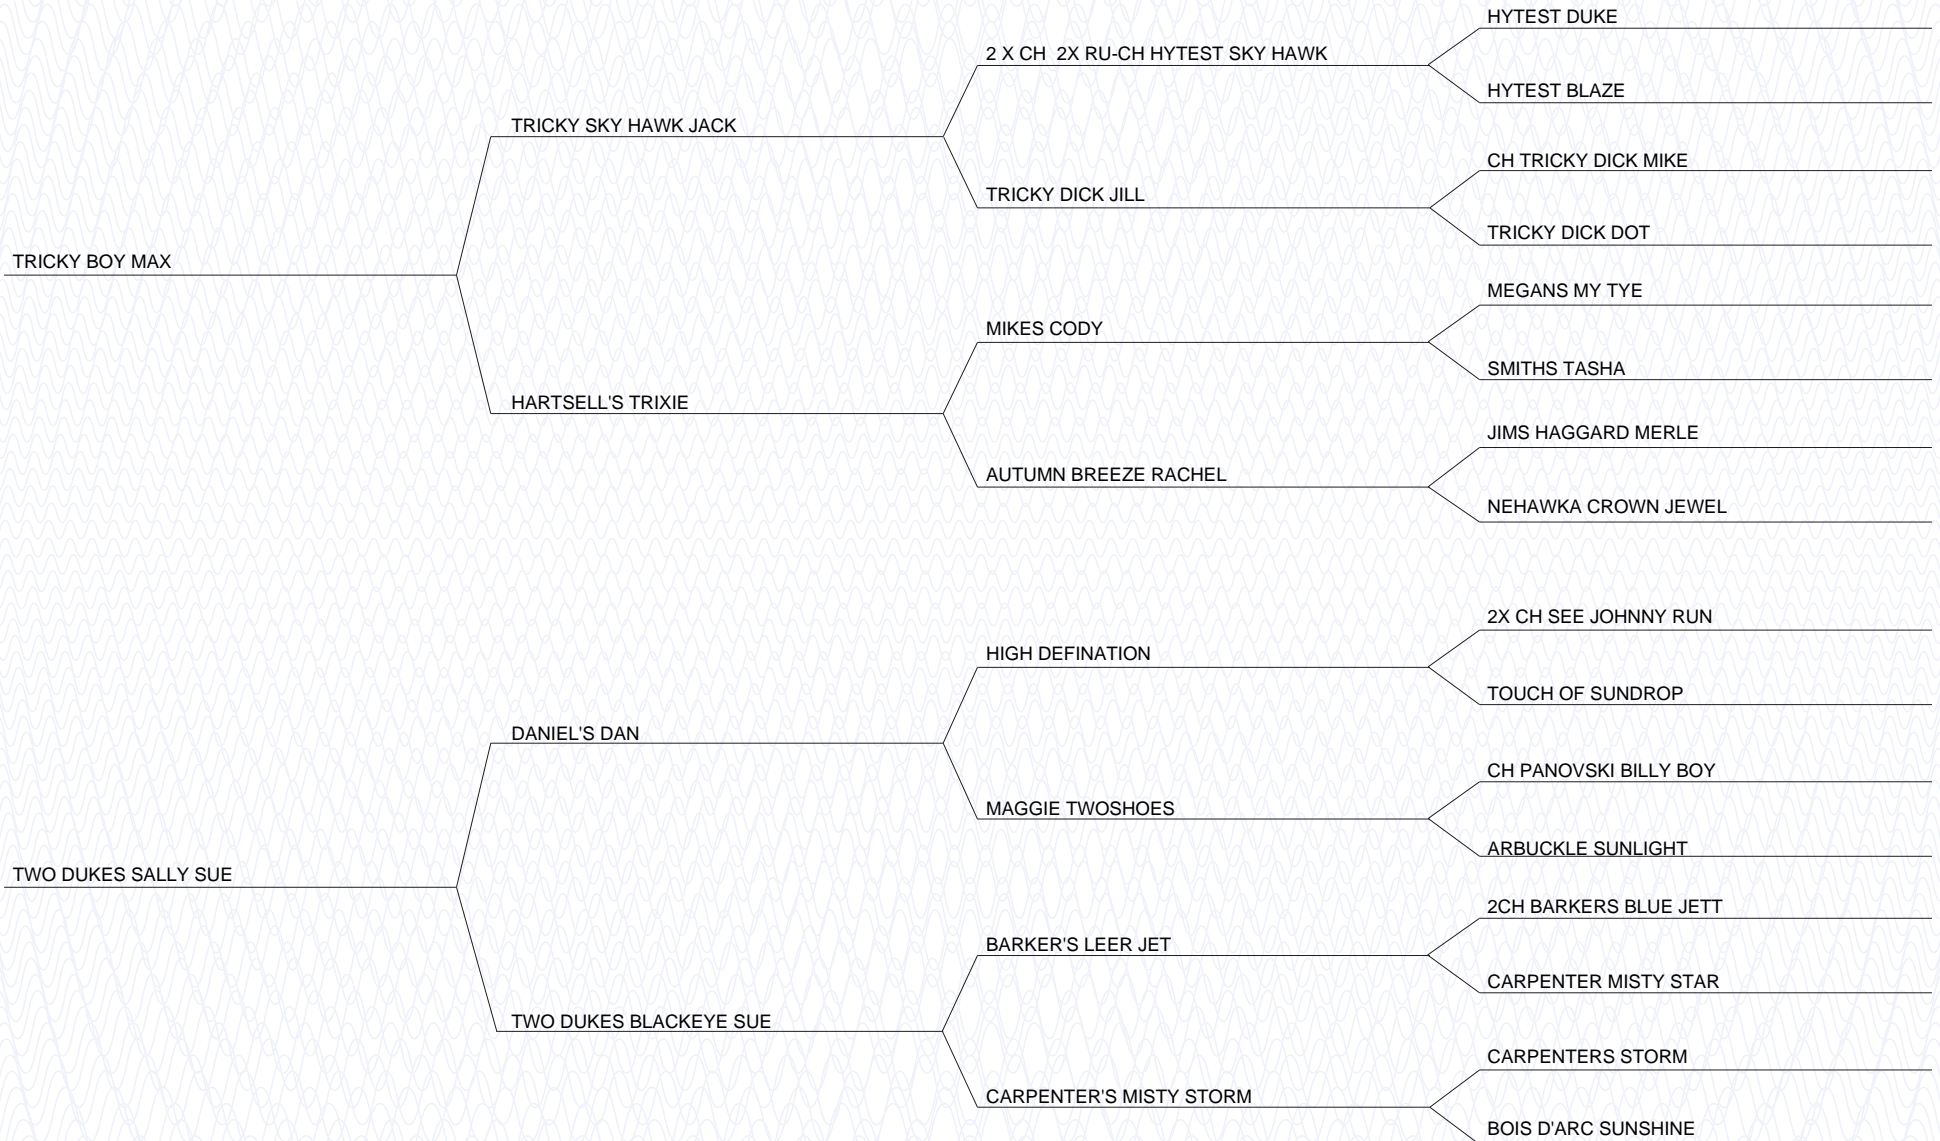 HYTEST DUKE
2 X CH  2X RU-CH HYTEST SKY HAWK
HYTEST BLAZE
TRICKY SKY HAWK JACK
CH TRICKY DICK MIKE
TRICKY DICK JILL
TRICKY DICK DOT
TRICKY BOY MAX
MEGANS MY TYE
MIKES CODY
SMITHS TASHA
HARTSELL'S TRIXIE
JIMS HAGGARD MERLE
AUTUMN BREEZE RACHEL
NEHAWKA CROWN JEWEL
2X CH SEE JOHNNY RUN
HIGH DEFINATION
TOUCH OF SUNDROP
DANIEL'S DAN
CH PANOVSKI BILLY BOY
MAGGIE TWOSHOES
ARBUCKLE SUNLIGHT
TWO DUKES SALLY SUE
2CH BARKERS BLUE JETT
BARKER'S LEER JET
CARPENTER MISTY STAR
TWO DUKES BLACKEYE SUE
CARPENTERS STORM
CARPENTER'S MISTY STORM
BOIS D'ARC SUNSHINE